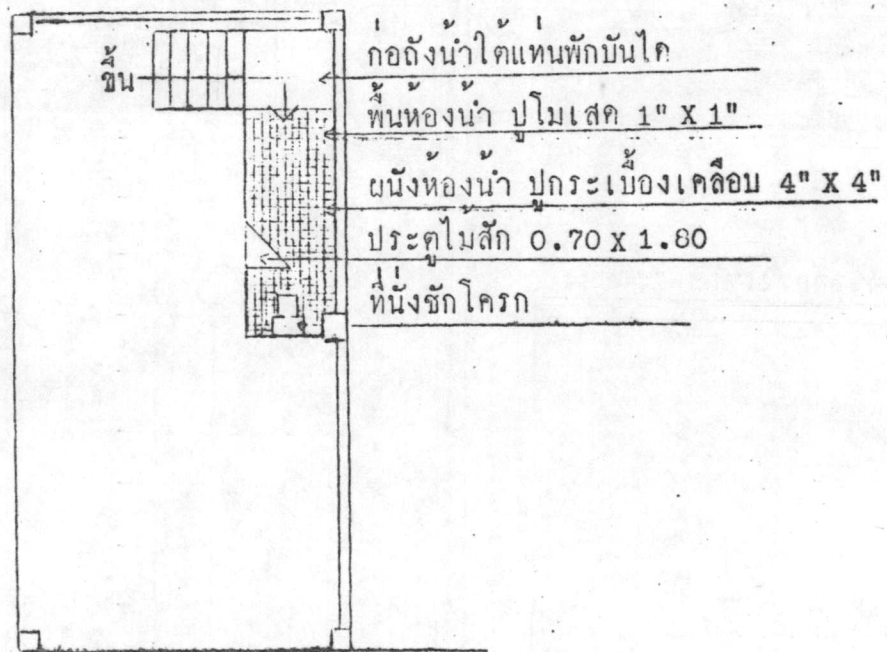 ก่อถังน้ำใต้แท่นพักบันได
ขึ้น
พื้นห้องน้ำ ปูโมเสค 1" X 1"
ผนังห้องน้ำ ปูกระเบื้องเคลือบ 4" X 4"
ประตูไม้สัก 0.70 X 1.80
ที่นั่งชักโครก